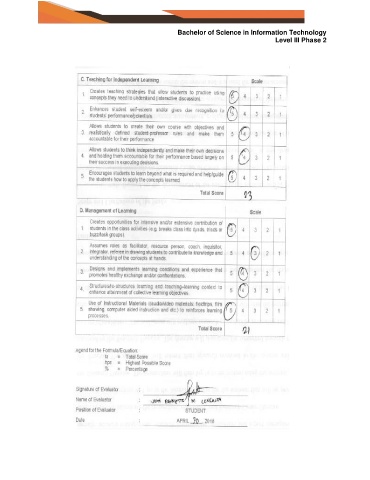 Bachelor of Science in Information Technology
Level III Phase 2
C. Teaching for Independent Learning Scale
1. Creates teaching strategies that allow students to practice using concepts they need to understand (interactive discussion). 5 4 3 2 1
2. Enhances student self-esteem and/or gives due recognition to students' performance/potentials. 5 4 3 2 1
3. Allows students to create their own course with objectives and realistically defined student-professor rules and make them accountable for their performance. 5 4 3 2 1
4. Allows students to think independently and make their own decisions and holding them accountable for their performance based largely on their success in executing decisions. 5 4 3 2 1
5. Encourages students to learn beyond what is required and help/guide the students how to apply the concepts learned. 5 4 3 2 1
Total Score 23
D. Management of Learning Scale
1. Creates opportunities for intensive and/or extensive contribution of students in the class activities (e.g. breaks class into dyads, triads or buzz/task groups). 5 4 3 2 1
2. Assumes roles as facilitator, resource person, coach, inquisitor, integrator, referee in drawing students to contribute to knowledge and understanding of the concepts at hands. 5 4 3 2 1
3. Designs and implements learning conditions and experience that promotes healthy exchange and/or confrontations. 5 4 3 2 1
4. Structures/re-structures learning and teaching-learning context to enhance attainment of collective learning objectives. 5 4 3 2 1
5. Use of Instructional Materials (audio/video materials: fieldtrips, film showing, computer aided instruction and etc.) to reinforces learning processes. 5 4 3 2 1
Total Score 21
egend for the Formula/Equation:
ts = Total Score
hps = Highest Possible Score
% = Percentage
Signature of Evaluator :
Name of Evaluator :
Position of Evaluator : STUDENT
Date : APRIL 30 2018